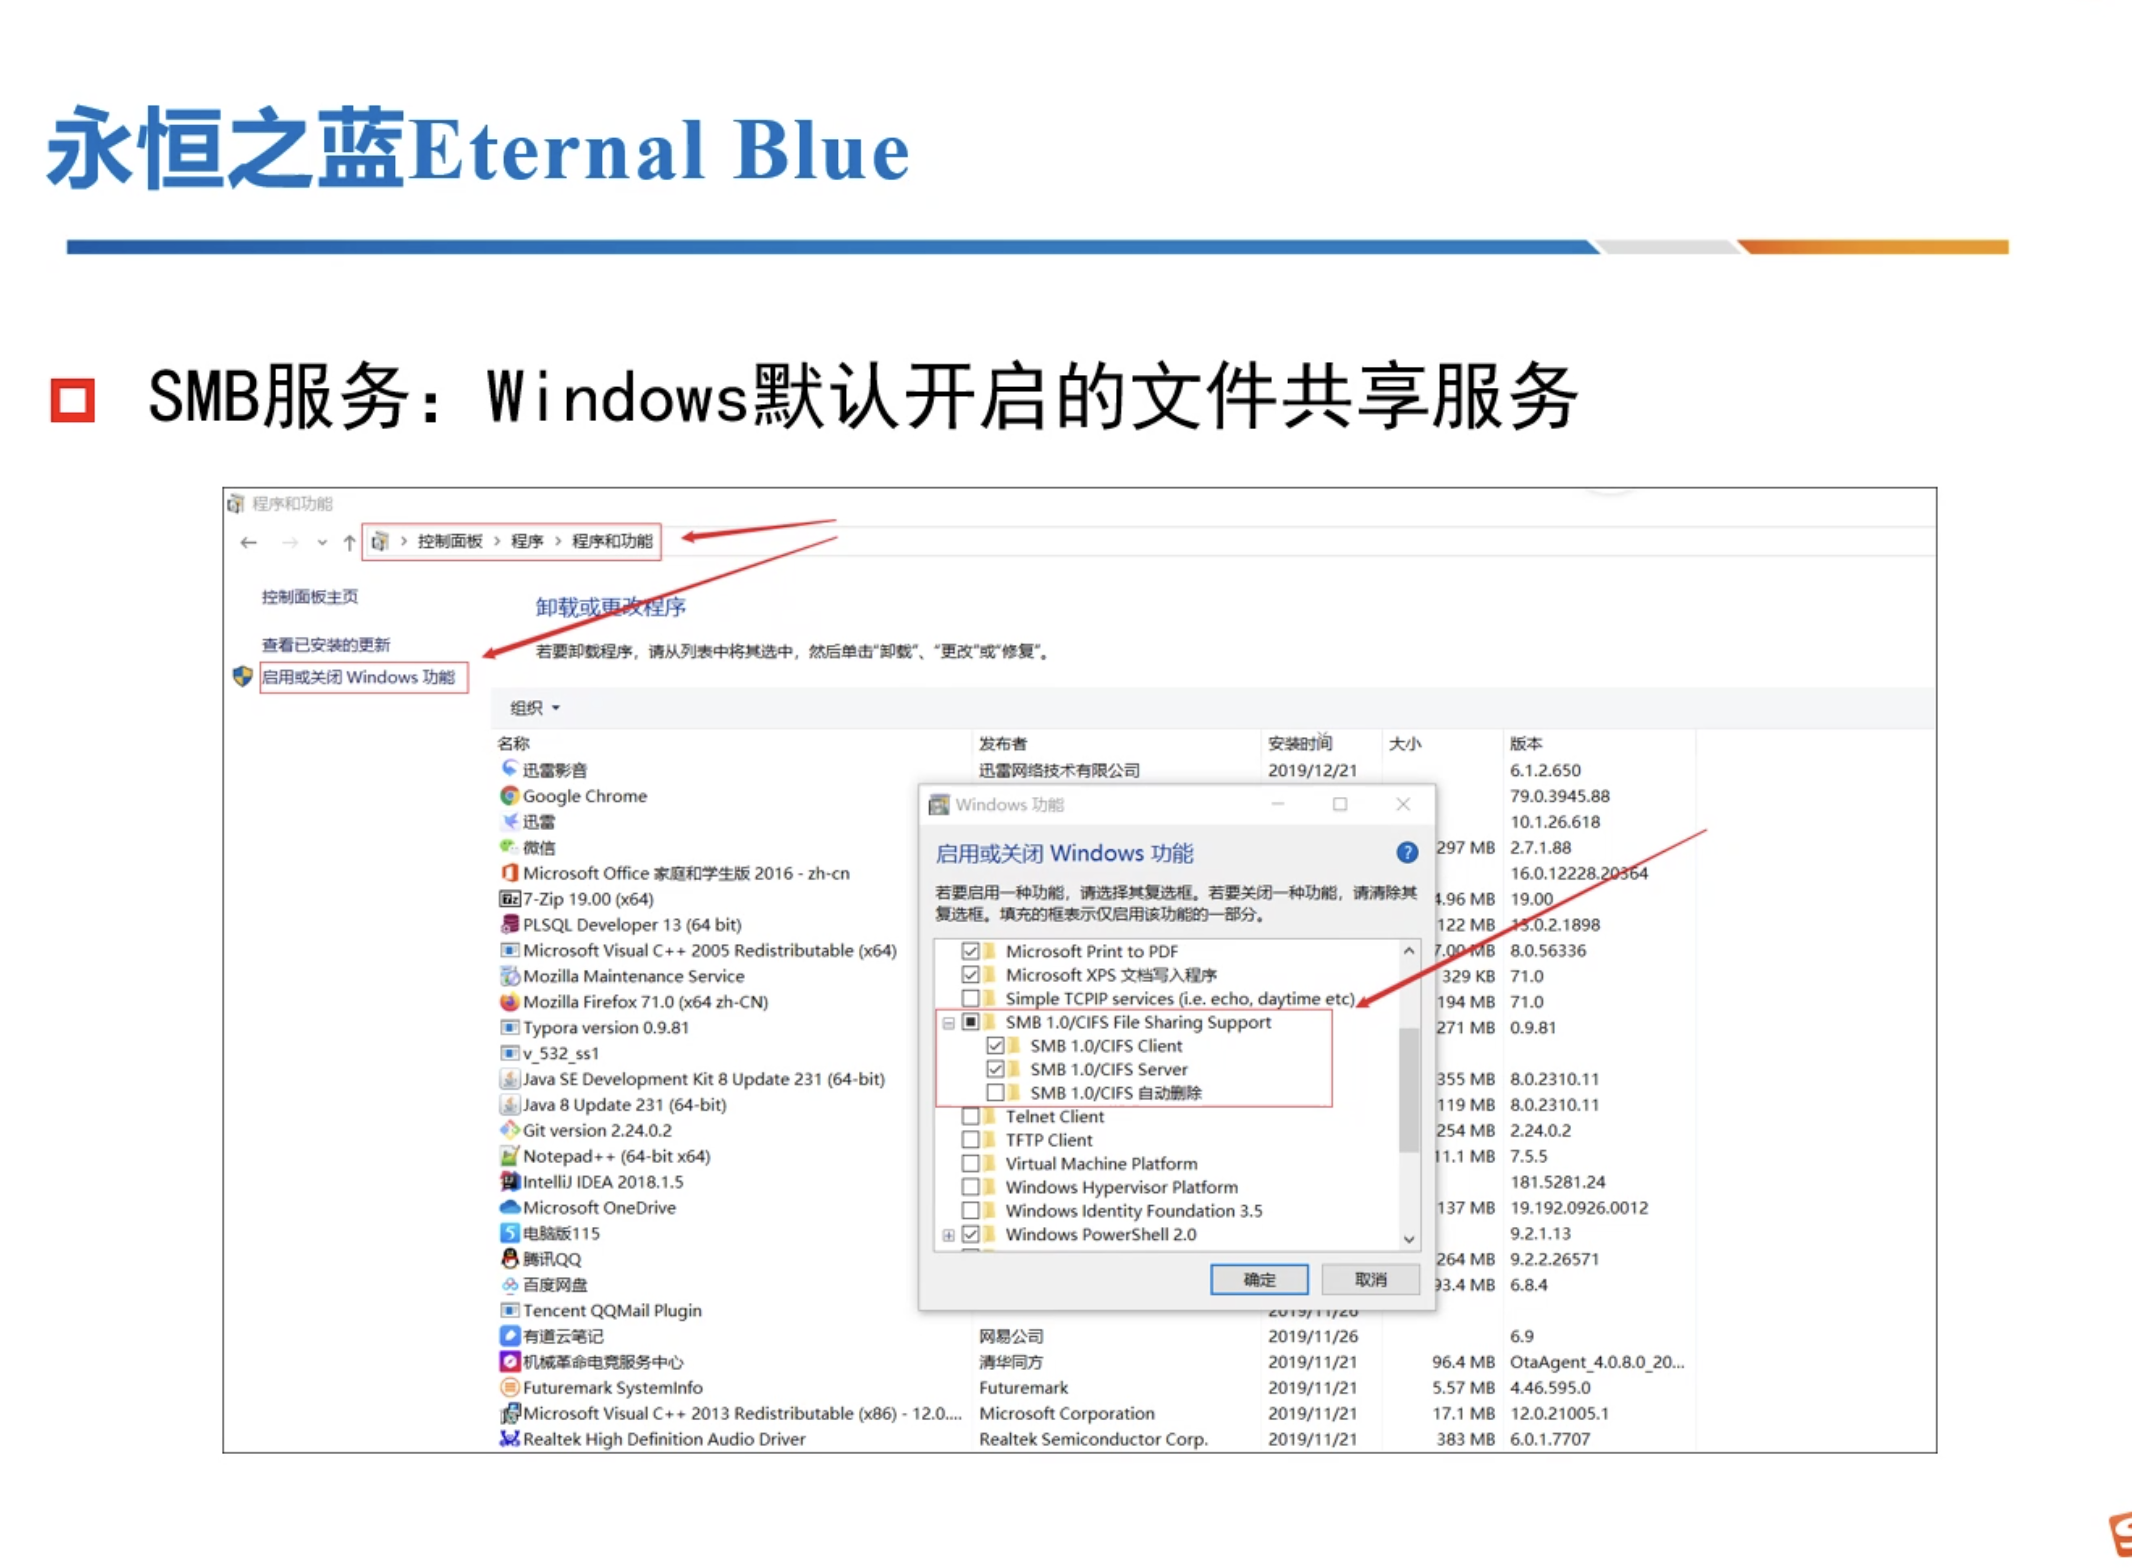 永恒之蓝Eternal Blue
SMB服务：Windows默认开启的文件共享服务
程序和功能
控制面板 › 程序 › 程序和功能
控制面板主页
查看已安装的更新
启用或关闭 Windows 功能
卸载或更改程序
若要卸载程序，请从列表中将其选中，然后单击“卸载”、“更改”或“修复”。
组织
名称 发布者 安装时间 大小 版本
迅雷影音 迅雷网络技术有限公司 2019/12/21 6.1.2.650
Google Chrome 79.0.3945.88
迅雷 10.1.26.618
微信 297 MB 2.7.1.88
Microsoft Office 家庭和学生版 2016 - zh-cn 16.0.12228.20364
7-Zip 19.00 (x64) 4.96 MB 19.00
PLSQL Developer 13 (64 bit) 122 MB 13.0.2.1898
Microsoft Visual C++ 2005 Redistributable (x64) 7.00 MB 8.0.56336
Mozilla Maintenance Service 329 KB 71.0
Mozilla Firefox 71.0 (x64 zh-CN) 194 MB 71.0
Typora version 0.9.81 271 MB 0.9.81
v_532_ss1
Java SE Development Kit 8 Update 231 (64-bit) 355 MB 8.0.2310.11
Java 8 Update 231 (64-bit) 119 MB 8.0.2310.11
Git version 2.24.0.2 254 MB 2.24.0.2
Notepad++ (64-bit x64) 11.1 MB 7.5.5
IntelliJ IDEA 2018.1.5 181.5281.24
Microsoft OneDrive 137 MB 19.192.0926.0012
电脑版115 9.2.1.13
腾讯QQ 264 MB 9.2.2.26571
百度网盘 93.4 MB 6.8.4
Tencent QQMail Plugin 2019/11/26
有道云笔记 网易公司 2019/11/26 6.9
机械革命电竞服务中心 清华同方 2019/11/21 96.4 MB OtaAgent_4.0.8.0_20...
Futuremark SystemInfo Futuremark 2019/11/21 5.57 MB 4.46.595.0
Microsoft Visual C++ 2013 Redistributable (x86) - 12.0.... Microsoft Corporation 2019/11/21 17.1 MB 12.0.21005.1
Realtek High Definition Audio Driver Realtek Semiconductor Corp. 2019/11/21 383 MB 6.0.1.7707
Windows 功能
启用或关闭 Windows 功能
若要启用一种功能，请选择其复选框。若要关闭一种功能，请清除其
复选框。填充的框表示仅启用该功能的一部分。
Microsoft Print to PDF
Microsoft XPS 文档写入程序
Simple TCPIP services (i.e. echo, daytime etc)
SMB 1.0/CIFS File Sharing Support
SMB 1.0/CIFS Client
SMB 1.0/CIFS Server
SMB 1.0/CIFS 自动删除
Telnet Client
TFTP Client
Virtual Machine Platform
Windows Hypervisor Platform
Windows Identity Foundation 3.5
Windows PowerShell 2.0
确定 取消